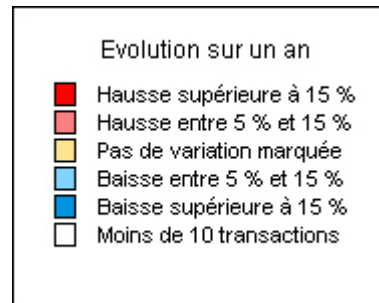 Evolution sur un an
Hausse supérieure à 15 %
Hausse entre 5 % et 15 %
Pas de variation marquée
Baisse entre 5 % et 15 %
Baisse supérieure à 15 %
Moins de 10 transactions